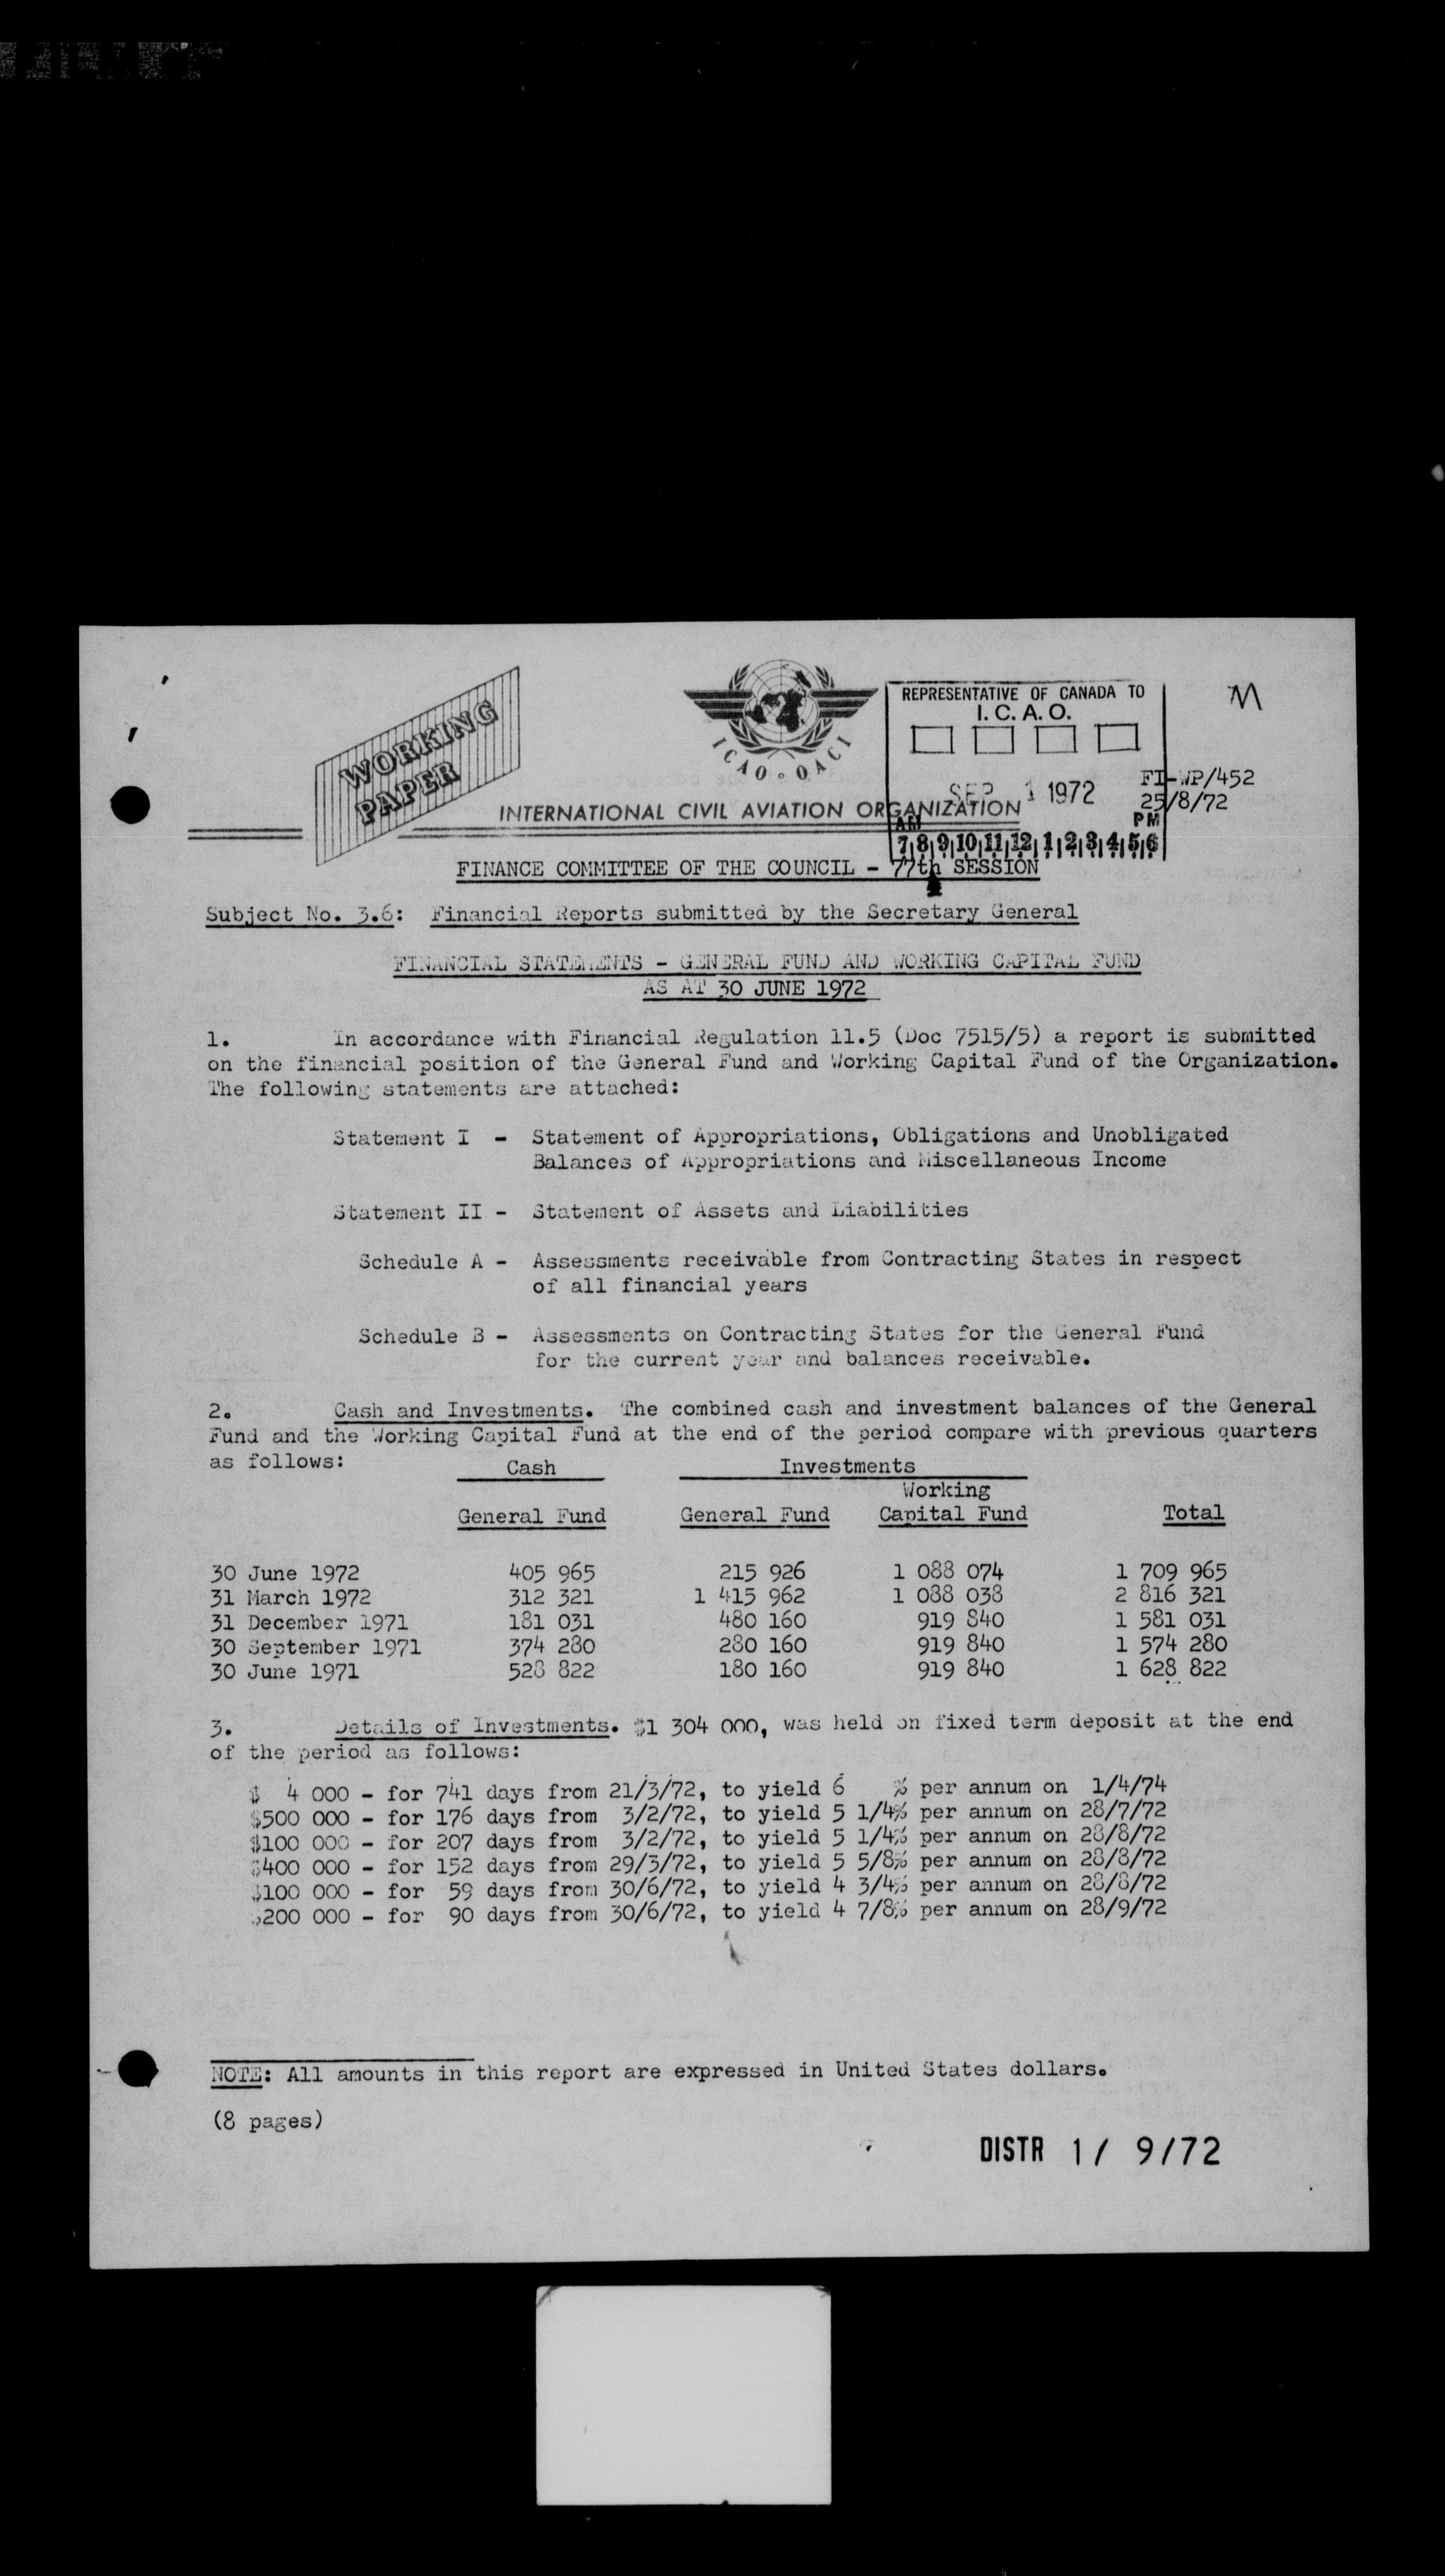 WORKING
PAPER
ICAO · OACI
REPRESENTATIVE OF CANADA TO
I. C. A. O.
M
SEP 1 1972
FI-WP/452
25/8/72
INTERNATIONAL CIVIL AVIATION ORGANIZATION
AM PM
7 8 9 10 11 12 1 2 3 4 5 6
FINANCE COMMITTEE OF THE COUNCIL - 77th SESSION
Subject No. 3.6: Financial Reports submitted by the Secretary General
FINANCIAL STATEMENTS - GENERAL FUND AND WORKING CAPITAL FUND
AS AT 30 JUNE 1972
1. In accordance with Financial Regulation 11.5 (Doc 7515/5) a report is submitted
on the financial position of the General Fund and Working Capital Fund of the Organization.
The following statements are attached:
Statement I - Statement of Appropriations, Obligations and Unobligated
Balances of Appropriations and Miscellaneous Income
Statement II - Statement of Assets and Liabilities
Schedule A - Assessments receivable from Contracting States in respect
of all financial years
Schedule B - Assessments on Contracting States for the General Fund
for the current year and balances receivable.
2. Cash and Investments. The combined cash and investment balances of the General
Fund and the Working Capital Fund at the end of the period compare with previous quarters
as follows:
Cash Investments
Working
General Fund General Fund Capital Fund Total
30 June 1972 405 965 215 926 1 088 074 1 709 965
31 March 1972 312 321 1 415 962 1 088 038 2 816 321
31 December 1971 181 031 480 160 919 840 1 581 031
30 September 1971 374 280 280 160 919 840 1 574 280
30 June 1971 528 822 180 160 919 840 1 628 822
3. Details of Investments. $1 304 000, was held on fixed term deposit at the end
of the period as follows:
$ 4 000 - for 741 days from 21/3/72, to yield 6 % per annum on 1/4/74
$500 000 - for 176 days from 3/2/72, to yield 5 1/4% per annum on 28/7/72
$100 000 - for 207 days from 3/2/72, to yield 5 1/4% per annum on 28/8/72
$400 000 - for 152 days from 29/3/72, to yield 5 5/8% per annum on 28/8/72
$100 000 - for 59 days from 30/6/72, to yield 4 3/4% per annum on 28/8/72
$200 000 - for 90 days from 30/6/72, to yield 4 7/8% per annum on 28/9/72
NOTE: All amounts in this report are expressed in United States dollars.
(8 pages)
DISTR 1/ 9/72